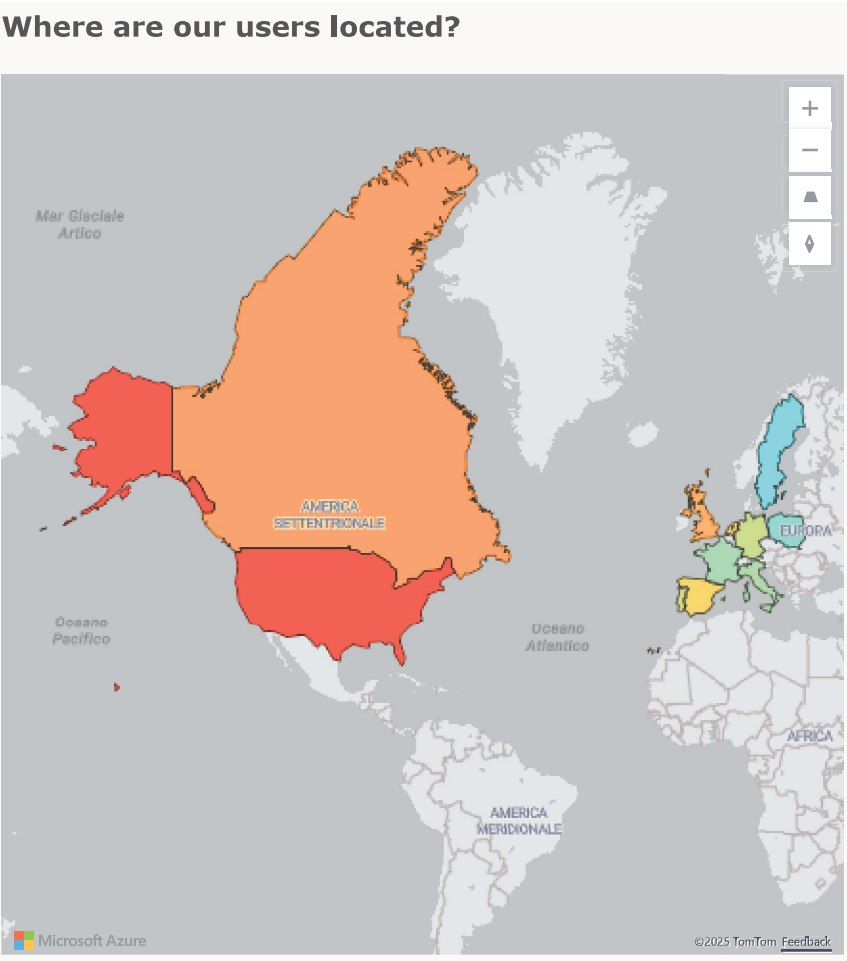 Where are our users located?
Mar Glaciale
Artico
AMERICA
SETTENTRIONALE
EUROPA
Oceano
Pacifico
Oceano
Atlantico
AFRICA
AMERICA
MERIDIONALE
Microsoft Azure
©2025 TomTom Feedback